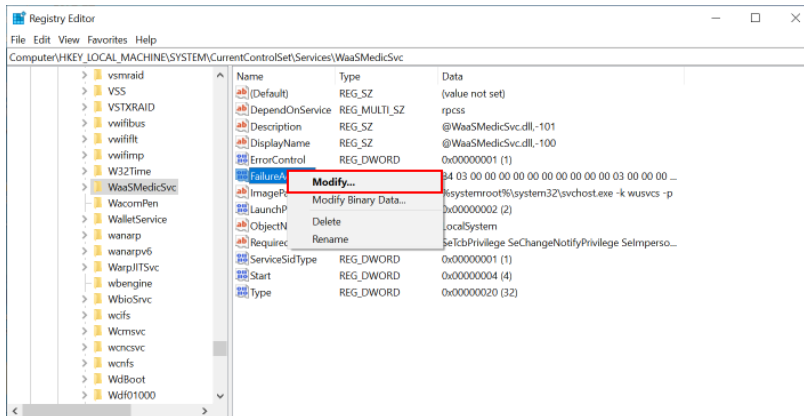 Registry Editor
File Edit View Favorites Help
Computer\HKEY_LOCAL_MACHINE\SYSTEM\CurrentControlSet\Services\WaaSMedicSvc
vsmraid
VSS
VSTXRAID
vwifibus
vwififlt
vwifimp
W32Time
WaaSMedicSvc
WacomPen
WalletService
wanarp
wanarpv6
WarpJITSvc
wbengine
WbioSrvc
wcifs
Wcmsvc
wcncsvc
wcnfs
WdBoot
Wdf01000
Name Type Data
(Default) REG_SZ (value not set)
DependOnService REG_MULTI_SZ rpcss
Description REG_SZ @WaaSMedicSvc.dll,-101
DisplayName REG_SZ @WaaSMedicSvc.dll,-100
ErrorControl REG_DWORD 0x00000001 (1)
FailureA 84 03 00 00 00 00 00 00 00 00 00 00 03 00 00 00 ...
ImagePa %systemroot%\system32\svchost.exe -k wusvcs -p
LaunchP 0x00000002 (2)
ObjectN LocalSystem
Required SeTcbPrivilege SeChangeNotifyPrivilege SeImperso...
ServiceSidType REG_DWORD 0x00000001 (1)
Start REG_DWORD 0x00000004 (4)
Type REG_DWORD 0x00000020 (32)
Modify...
Modify Binary Data...
Delete
Rename